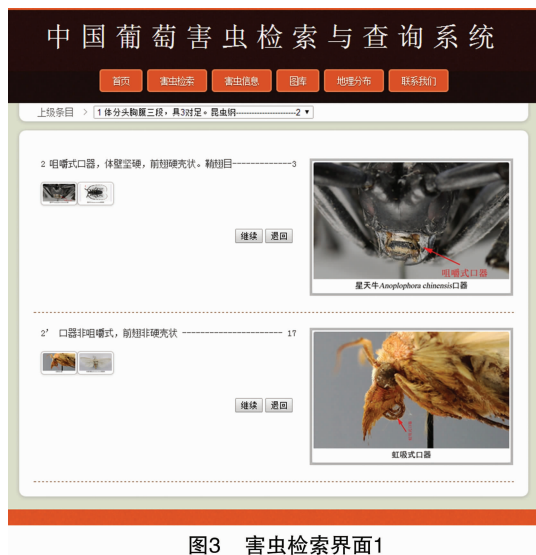 中国葡萄害虫检索与查询系统
首页 害虫检索 害虫信息 图库 地理分布 联系我们
上级条目 > 1 体分头胸腹三段，具3对足。昆虫纲----------------------2
2 咀嚼式口器，体壁坚硬，前翅硬壳状。鞘翅目-------------3
继续 退回
咀嚼式口器
星天牛Anoplophora chinensis口器
2’ 口器非咀嚼式，前翅非硬壳状 ---------------------- 17
继续 退回
虹吸式口器
图3 害虫检索界面1